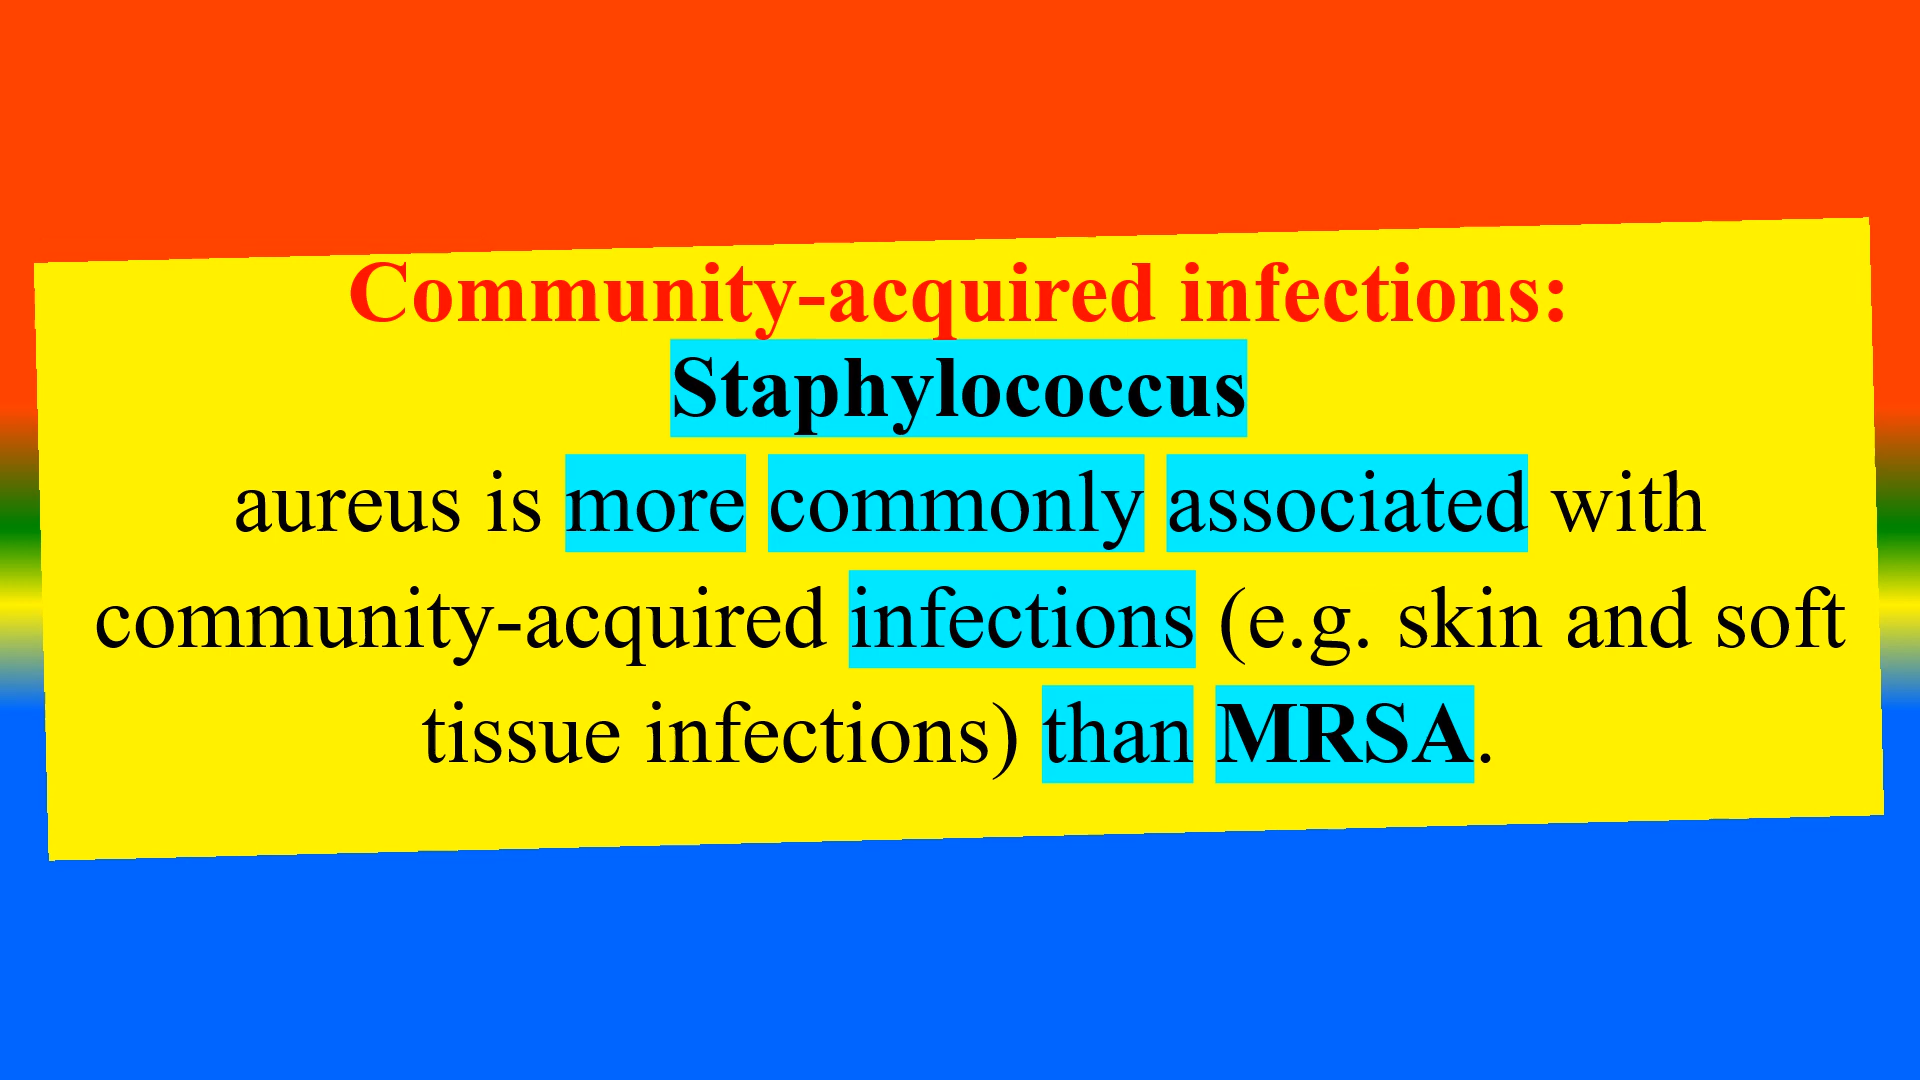 Community-acquired infections:
Staphylococcus
aureus is more commonly associated with
community-acquired infections (e.g. skin and soft
tissue infections) than MRSA.